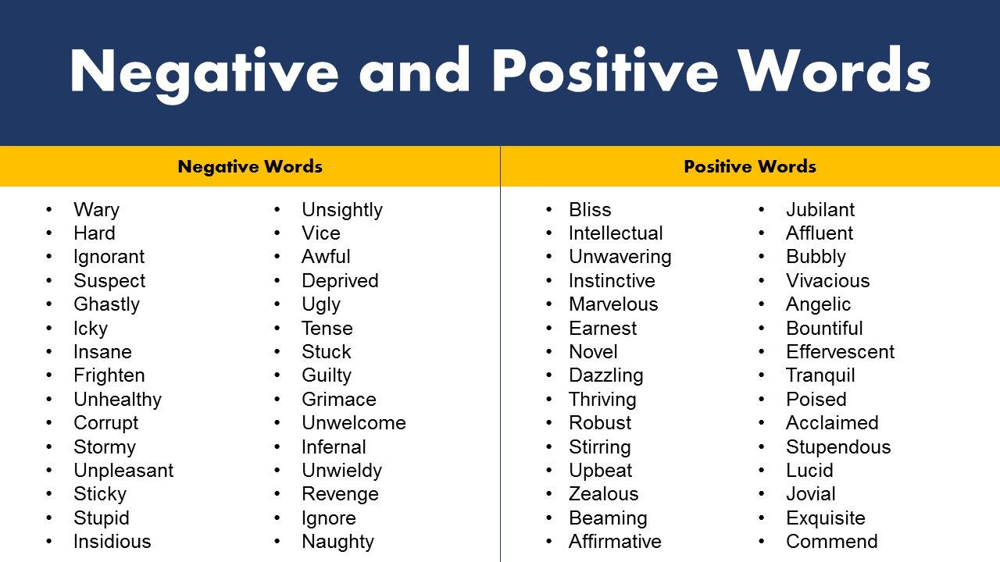 Negative and Positive Words
Negative Words
• Wary
• Hard
• Ignorant
• Suspect
• Ghastly
• Icky
• Insane
• Frighten
• Unhealthy
• Corrupt
• Stormy
• Unpleasant
• Sticky
• Stupid
• Insidious
• Unsightly
• Vice
• Awful
• Deprived
• Ugly
• Tense
• Stuck
• Guilty
• Grimace
• Unwelcome
• Infernal
• Unwieldy
• Revenge
• Ignore
• Naughty
Positive Words
• Bliss
• Intellectual
• Unwavering
• Instinctive
• Marvelous
• Earnest
• Novel
• Dazzling
• Thriving
• Robust
• Stirring
• Upbeat
• Zealous
• Beaming
• Affirmative
• Jubilant
• Affluent
• Bubbly
• Vivacious
• Angelic
• Bountiful
• Effervescent
• Tranquil
• Poised
• Acclaimed
• Stupendous
• Lucid
• Jovial
• Exquisite
• Commend